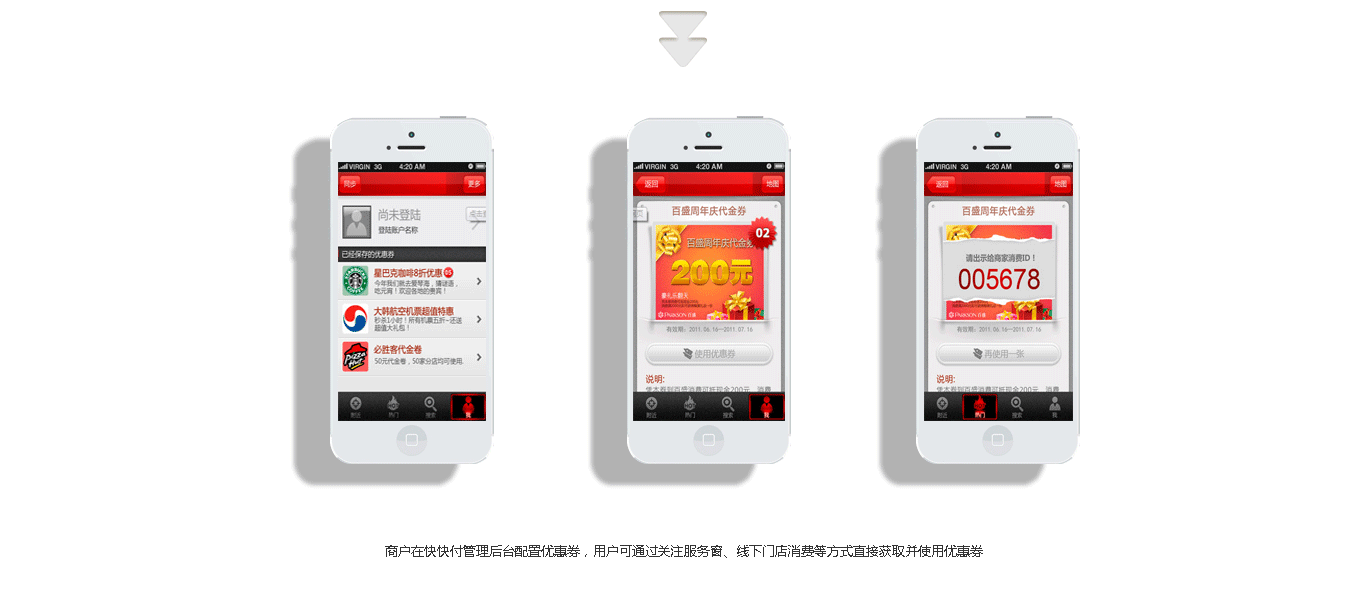 VIRGIN 3G 4:20 AM
同步 更多
尚未登陆
登陆账户名称
已经保存的优惠券
星巴克咖啡8折优惠
今年我们就去爱琴海，猜谜语，
吃元宵！欢迎各地的贵宾！
大韩航空机票超值特惠
秒杀1小时！所有机票五折~还送
超值大礼包！
必胜客代金卷
50元代金卷，50家分店均可使用.
附近 热门 搜索 我
VIRGIN 3G 4:20 AM
返回 地图
百盛周年庆代金券
02
百盛周年庆代金券
200元
PARKSON 百盛
有效期：2011.06.16—2011.07.16
使用优惠券
说明:
附近 热门 搜索 我
VIRGIN 3G 4:20 AM
返回 地图
百盛周年庆代金券
请出示给商家消费ID！
005678
PARKSON 百盛
有效期：2011.06.16—2011.07.16
再使用一张
说明:
附近 热门 搜索 我
商户在快快付管理后台配置优惠券，用户可通过关注服务窗、线下门店消费等方式直接获取并使用优惠券